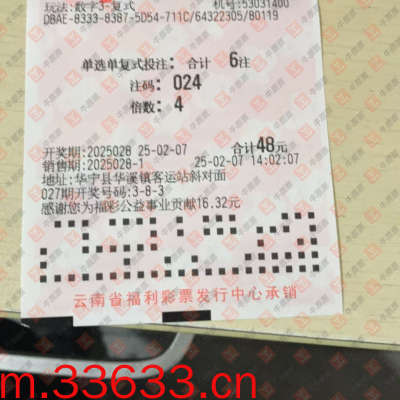 玩法:数字3-复式 机号:53031400
DBAE-8333-8387-5D54-711C/64322305/80119
单选单复式投注: 合计 6注
注码: 024
倍数: 4
开奖期:2025028 25-02-07 合计48元
销售期:2025028-1 25-02-07 14:02:07
地址:华宁县华溪镇客运站斜对面
027期开奖号码:3-8-3
感谢您为福彩公益事业贡献16.32元
云南省福利彩票发行中心承销
m.33633.cn